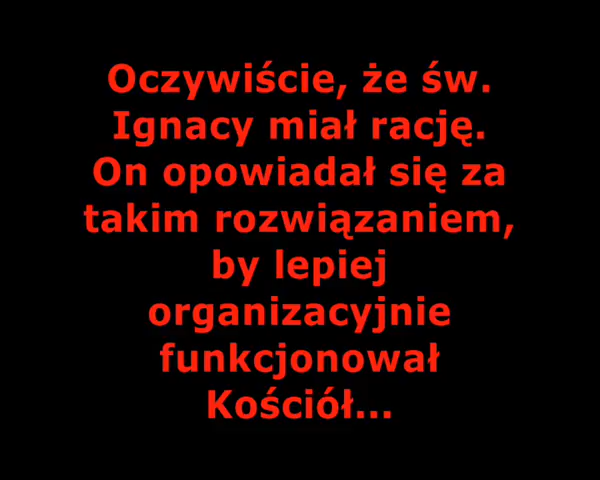 Oczywiście, że św.
Ignacy miał rację.
On opowiadał się za
takim rozwiązaniem,
by lepiej
organizacyjnie
funkcjonował
Kościół...